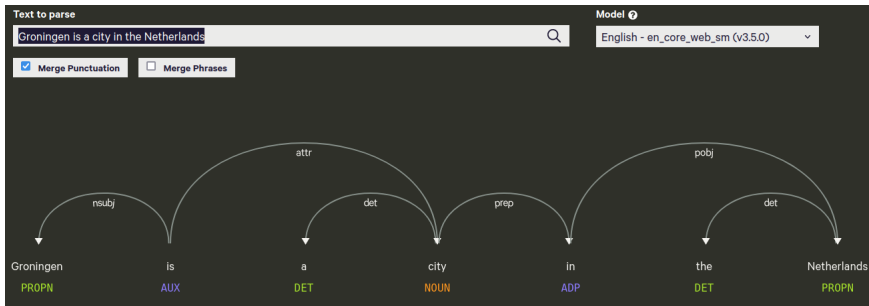 Text to parse
Model ?
Groningen is a city in the Netherlands
English - en_core_web_sm (v3.5.0)
Merge Punctuation
Merge Phrases
attr
pobj
nsubj
det
prep
det
Groningen is a city in the Netherlands
PROPN AUX DET NOUN ADP DET PROPN